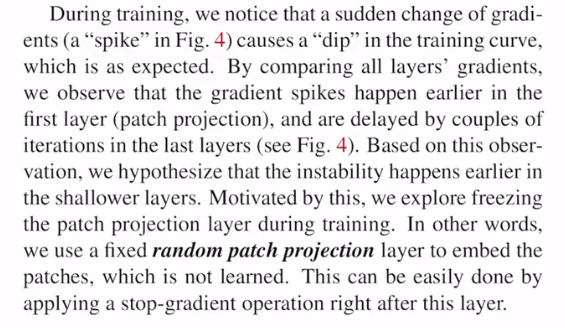 During training, we notice that a sudden change of gradi-
ents (a “spike” in Fig. 4) causes a “dip” in the training curve,
which is as expected. By comparing all layers’ gradients,
we observe that the gradient spikes happen earlier in the
first layer (patch projection), and are delayed by couples of
iterations in the last layers (see Fig. 4). Based on this obser-
vation, we hypothesize that the instability happens earlier in
the shallower layers. Motivated by this, we explore freezing
the patch projection layer during training. In other words,
we use a fixed random patch projection layer to embed the
patches, which is not learned. This can be easily done by
applying a stop-gradient operation right after this layer.